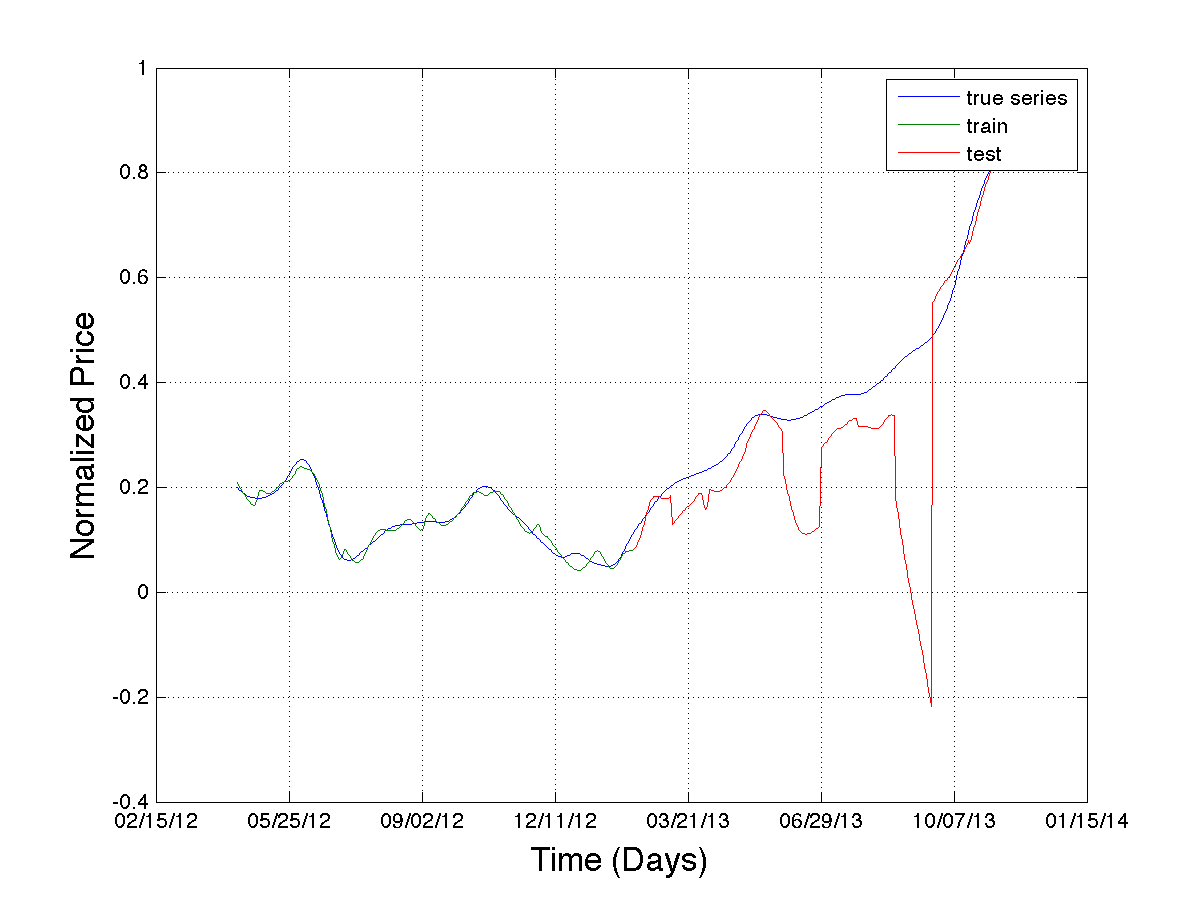 1
0.8
0.6
0.4
0.2
0
-0.2
-0.4
Normalized Price
true series
train
test
02/15/12 05/25/12 09/02/12 12/11/12 03/21/13 06/29/13 10/07/13 01/15/14
Time (Days)